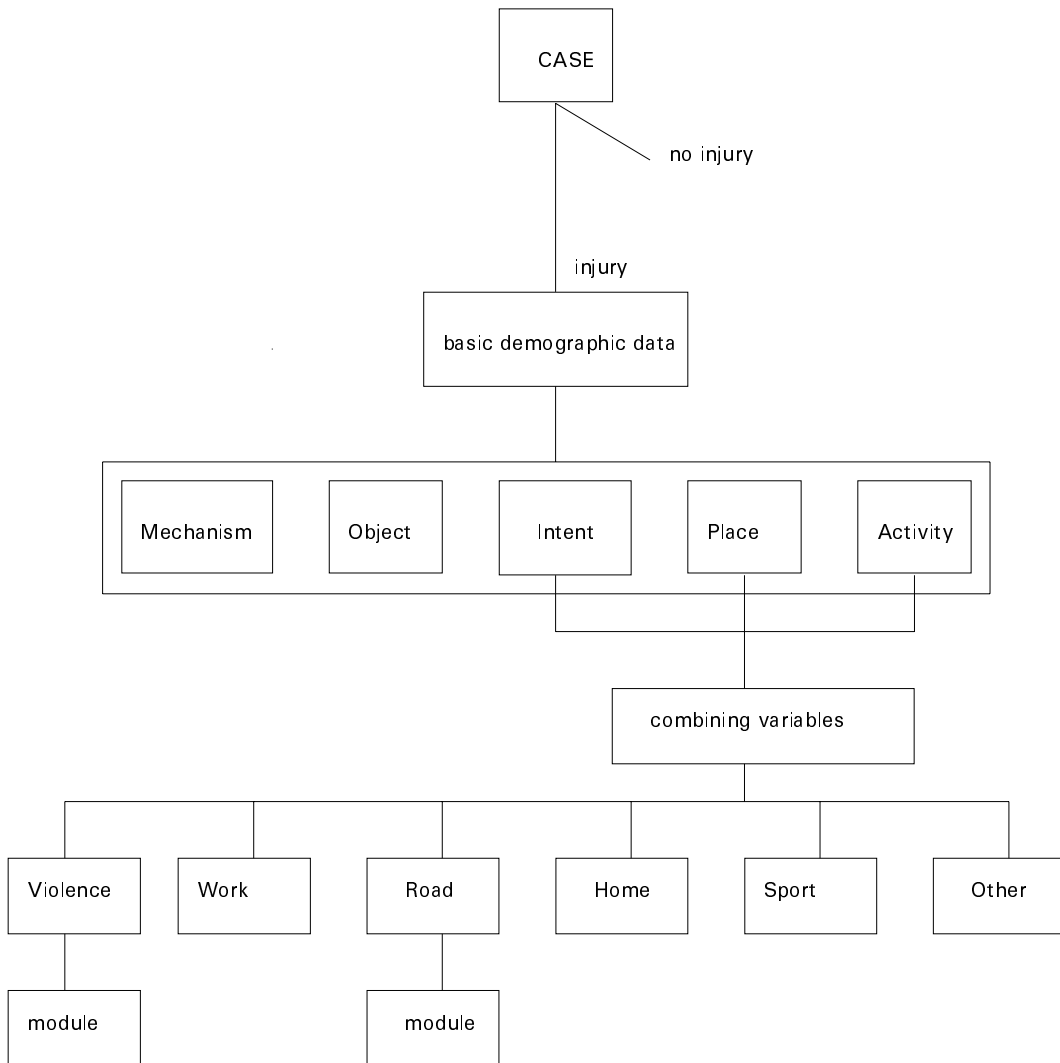 CASE
no injury
injury
basic demographic data
Mechanism Object Intent Place Activity
combining variables
Violence Work Road Home Sport Other
module module